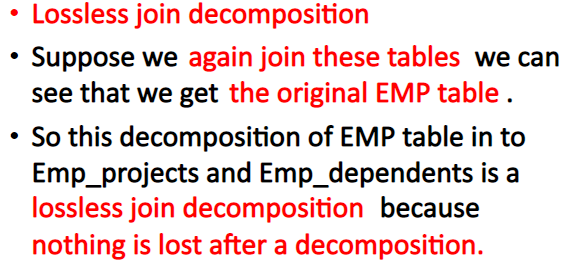 • Lossless join decomposition
• Suppose we again join these tables we can
see that we get the original EMP table .
• So this decomposition of EMP table in to
Emp_projects and Emp_dependents is a
lossless join decomposition because
nothing is lost after a decomposition.